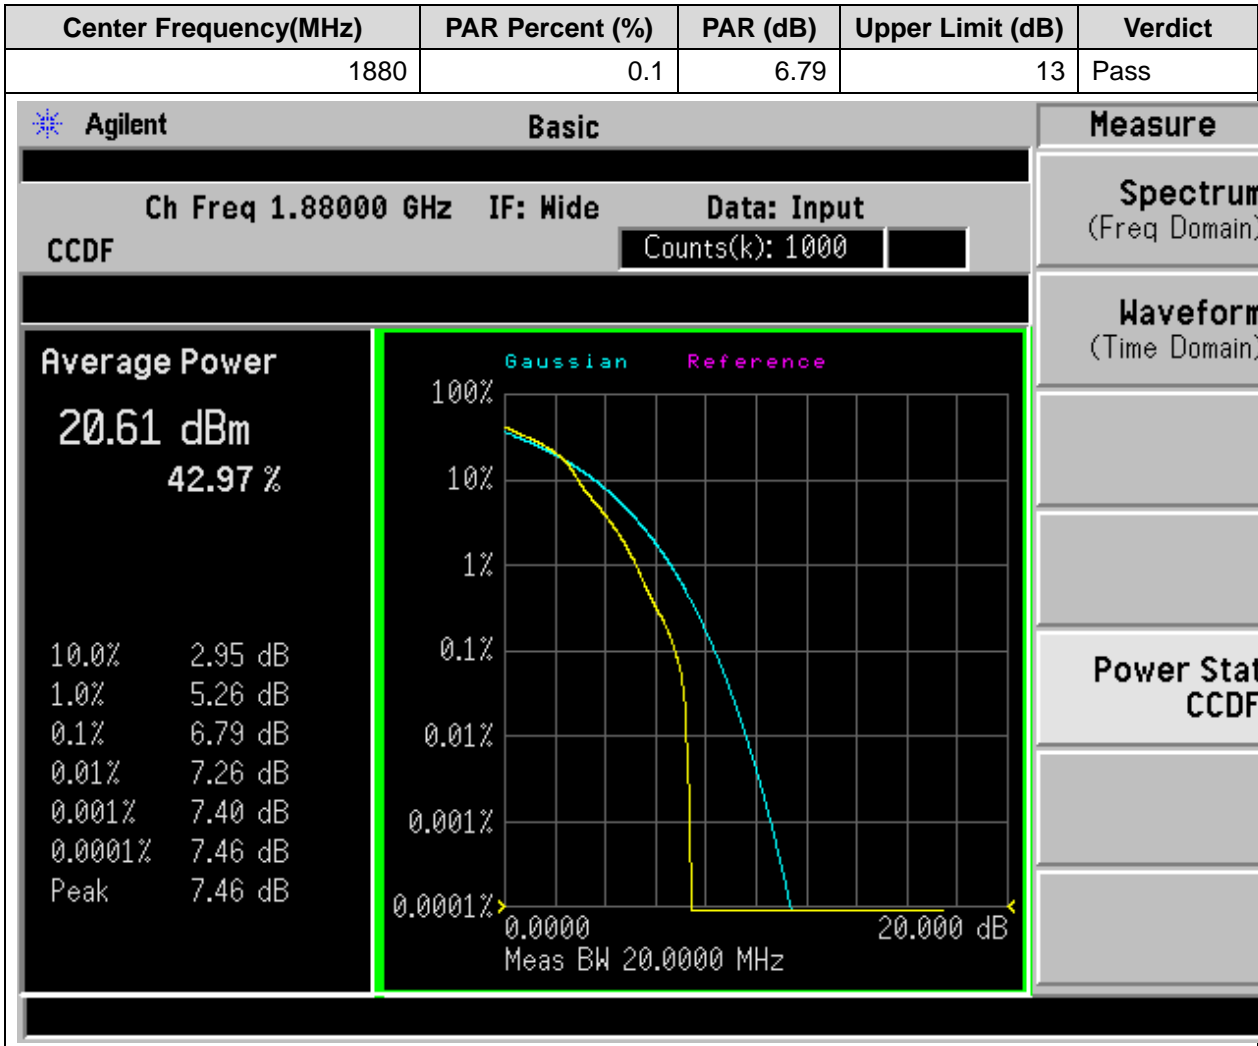 Center Frequency(MHz) PAR Percent (%) PAR (dB) Upper Limit (dB) Verdict
1880 0.1 6.79 13 Pass
Agilent Basic Measure
Ch Freq 1.88000 GHz IF: Wide Data: Input
CCDF Counts(k): 1000
Spectrum
(Freq Domain)
Waveform
(Time Domain)
Power Stat
CCDF
Average Power
20.61 dBm
42.97 %
10.0% 2.95 dB
1.0% 5.26 dB
0.1% 6.79 dB
0.01% 7.26 dB
0.001% 7.40 dB
0.0001% 7.46 dB
Peak 7.46 dB
Gaussian Reference
100%
10%
1%
0.1%
0.01%
0.001%
0.0001%
0.0000 20.000 dB
Meas BW 20.0000 MHz